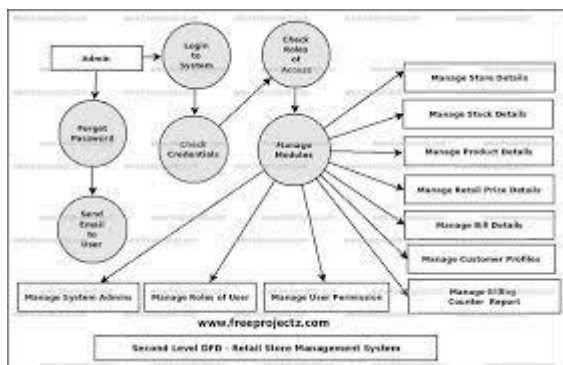 Admin
Login
to
System
Check
Roles
of
Access
Forgot
Password
Check
Credentials
Manage
Modules
Send
Email
to
User
Manage Store Details
Manage Stock Details
Manage Product Details
Manage Retail Price Details
Manage Bill Details
Manage Customer Profiles
Manage Billing
Counter Report
Manage System Admins
Manage Roles of User
Manage User Permission
www.freeprojectz.com
Second Level DFD - Retail Store Management System